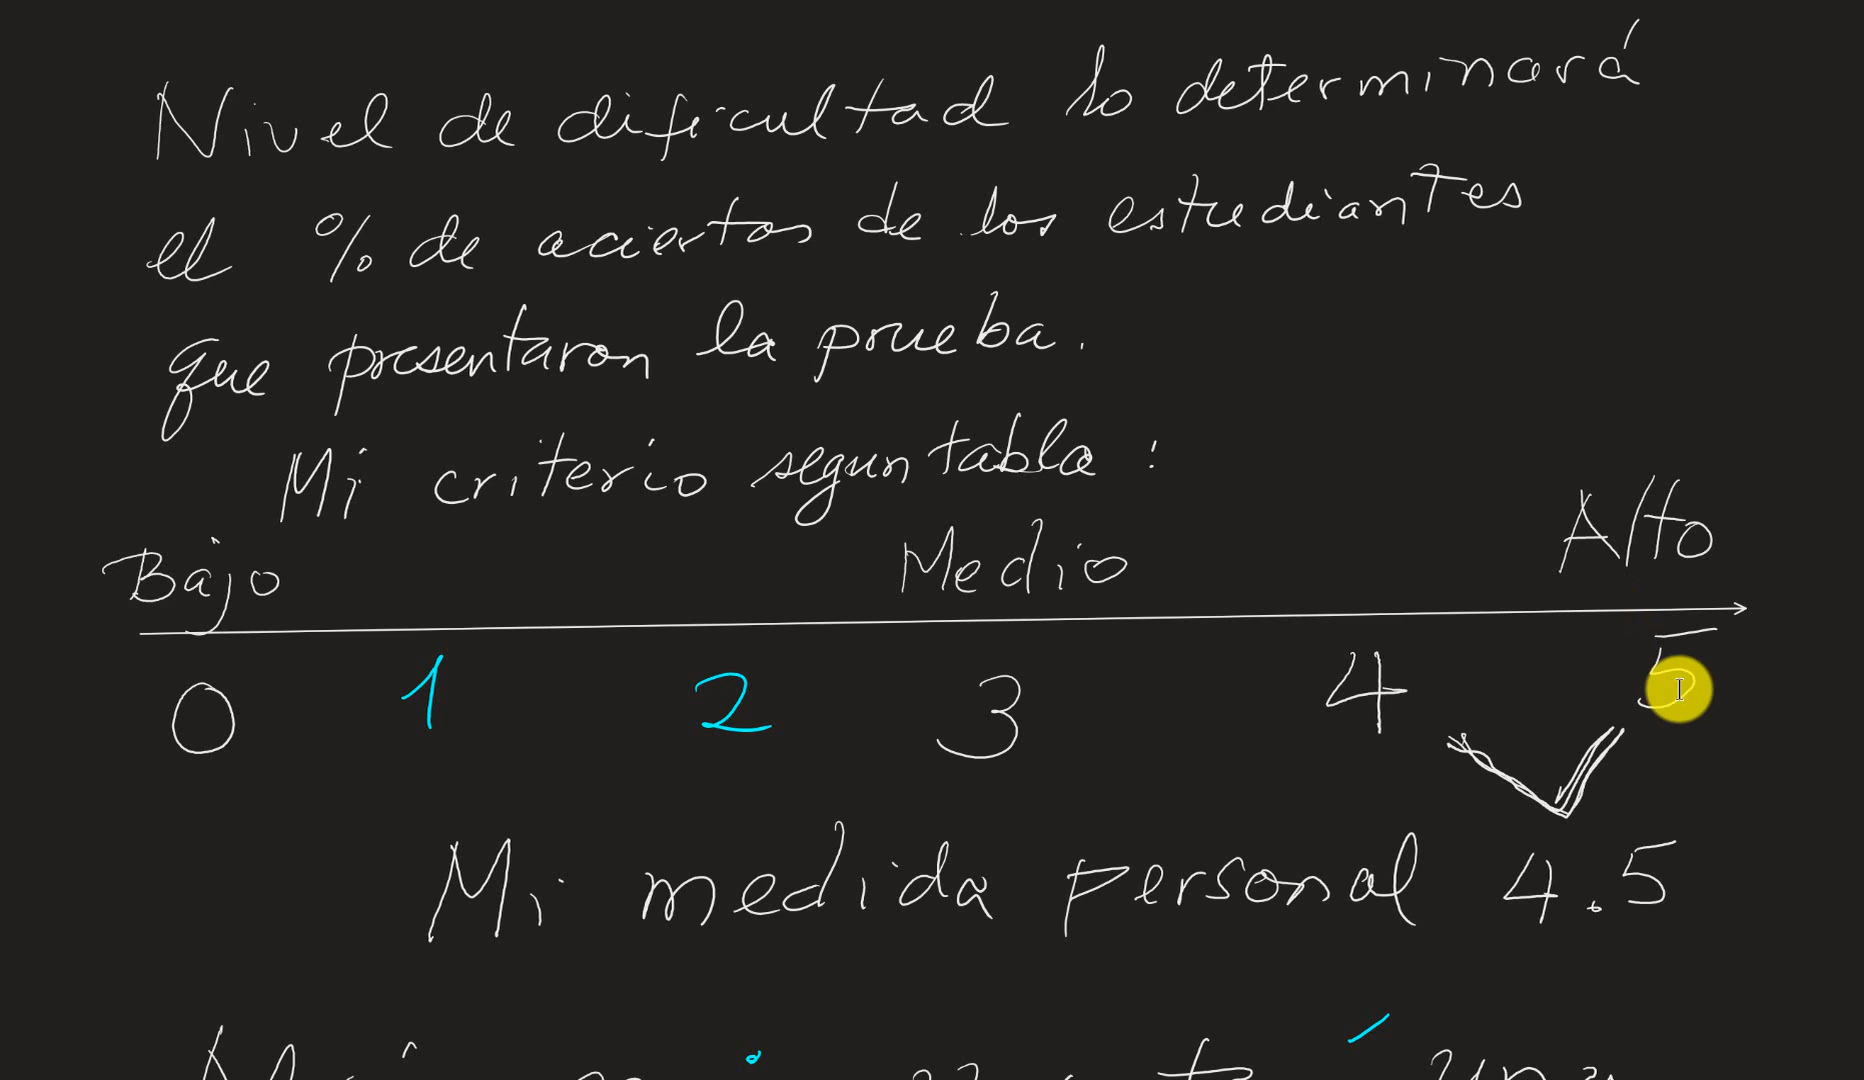 Nivel de dificultad lo determinará
el % de aciertos de los estudiantes
que presentaron la prueba.
Mi criterio segun tabla :
Bajo Medio Alto
0 1 2 3 4 5
Mi medida personal 4.5